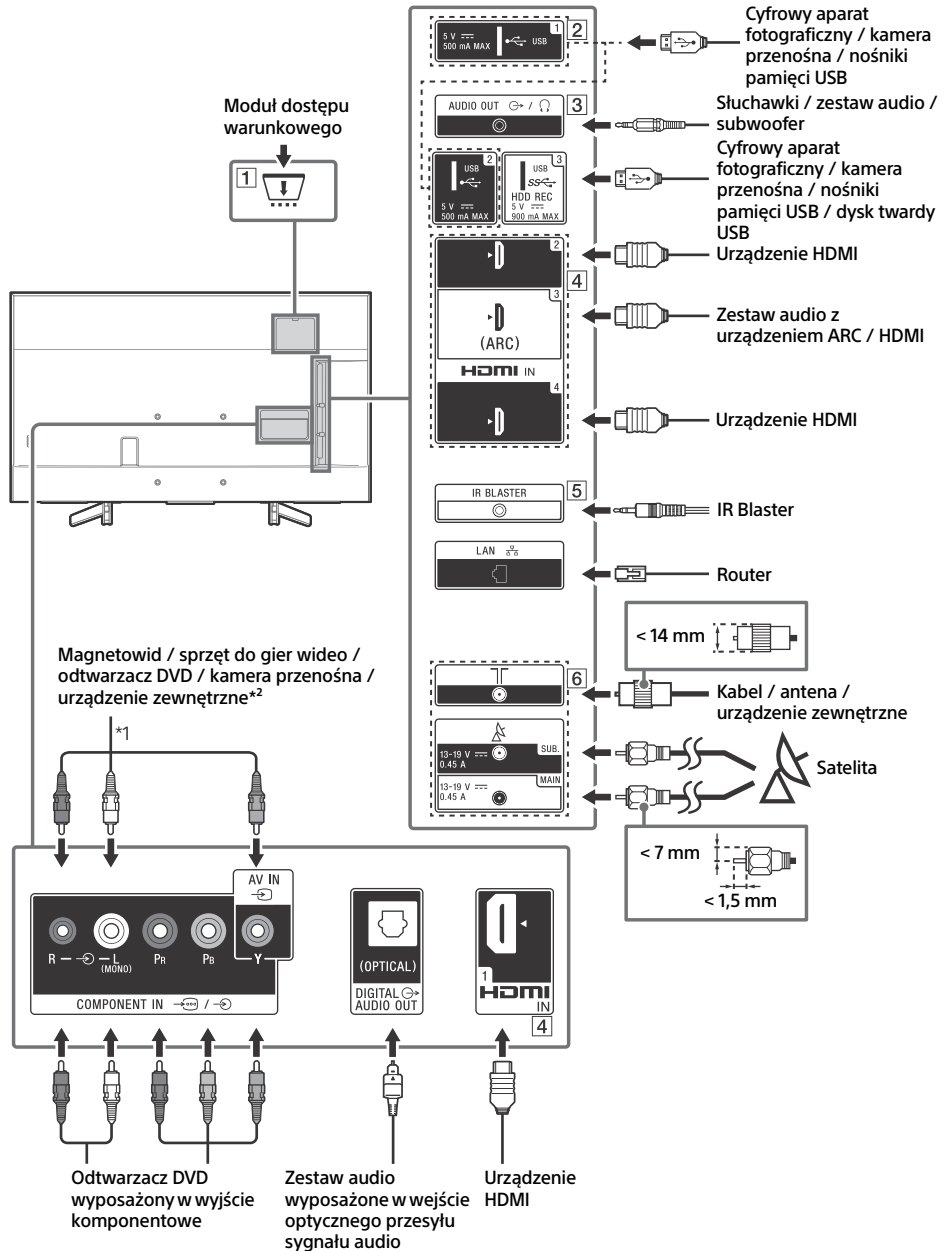 Cyfrowy aparat
fotograficzny / kamera
przenośna / nośniki
pamięci USB
5 V
500 mA MAX
USB
1
2
Słuchawki / zestaw audio /
subwoofer
AUDIO OUT
/
3
Moduł dostępu
warunkowego
1
Cyfrowy aparat
fotograficzny / kamera
przenośna / nośniki
pamięci USB / dysk twardy
USB
2
USB
5 V
500 mA MAX
3
USB
SS
HDD REC
5 V
900 mA MAX
Urządzenie HDMI
2
4
Zestaw audio z
urządzeniem ARC / HDMI
3
(ARC)
HDMI IN
4
Urządzenie HDMI
IR BLASTER
5
IR Blaster
LAN
Router
< 14 mm
6
Kabel / antena /
urządzenie zewnętrzne
13-19 V
0.45 A
SUB.
MAIN
13-19 V
0.45 A
Satelita
< 7 mm
< 1,5 mm
Magnetowid / sprzęt do gier wideo /
odtwarzacz DVD / kamera przenośna /
urządzenie zewnętrzne*2
*1
AV IN
R
L
(MONO)
PR
PB
Y
COMPONENT IN / 
(OPTICAL)
DIGITAL
AUDIO OUT
1
HDMI
IN
4
Odtwarzacz DVD
wyposażony w wyjście
komponentowe
Zestaw audio
wyposażone w wejście
optycznego przesyłu
sygnału audio
Urządzenie
HDMI